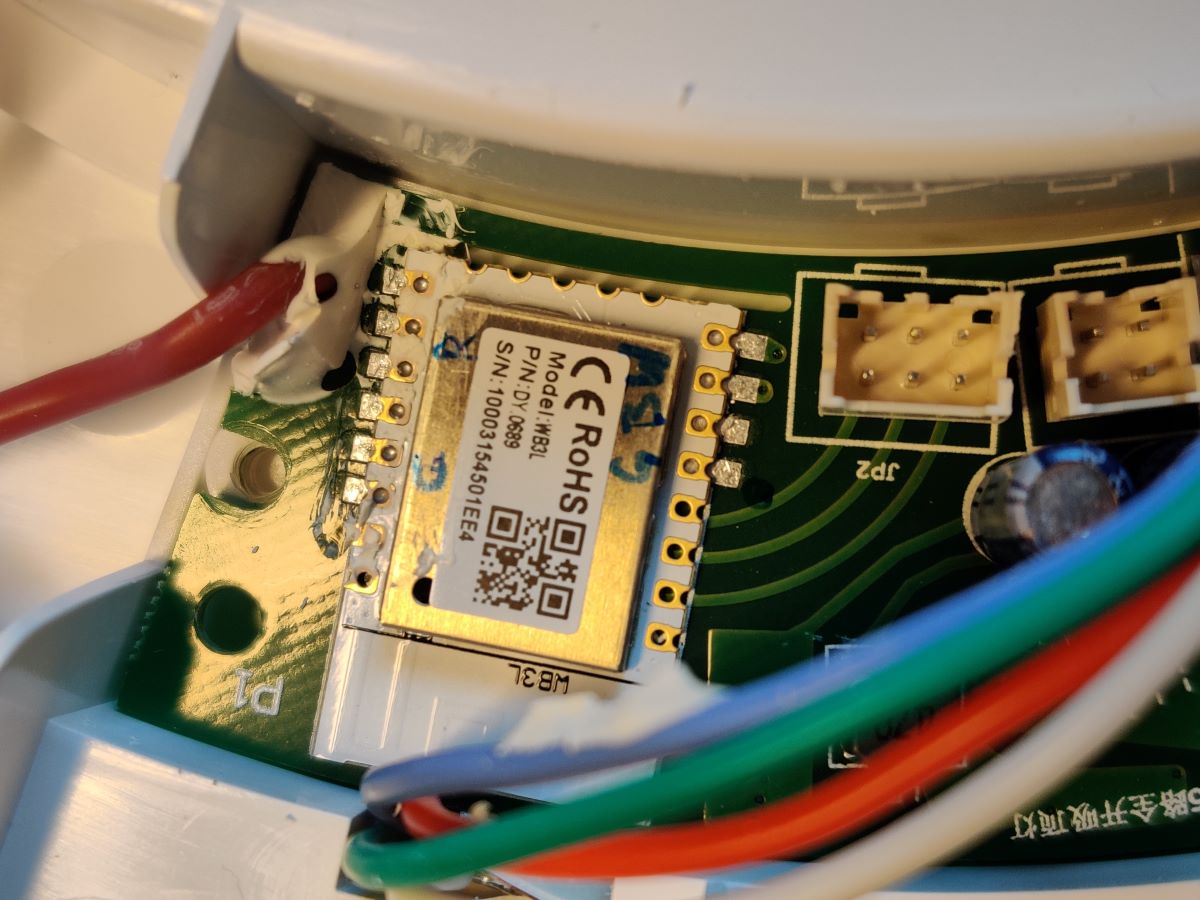 5路全开吸顶灯
P1
WB3L
JP2
CE RoHS
Model:WB3L
P/N:DY.0689
S/N:10003154501EE4
G
R